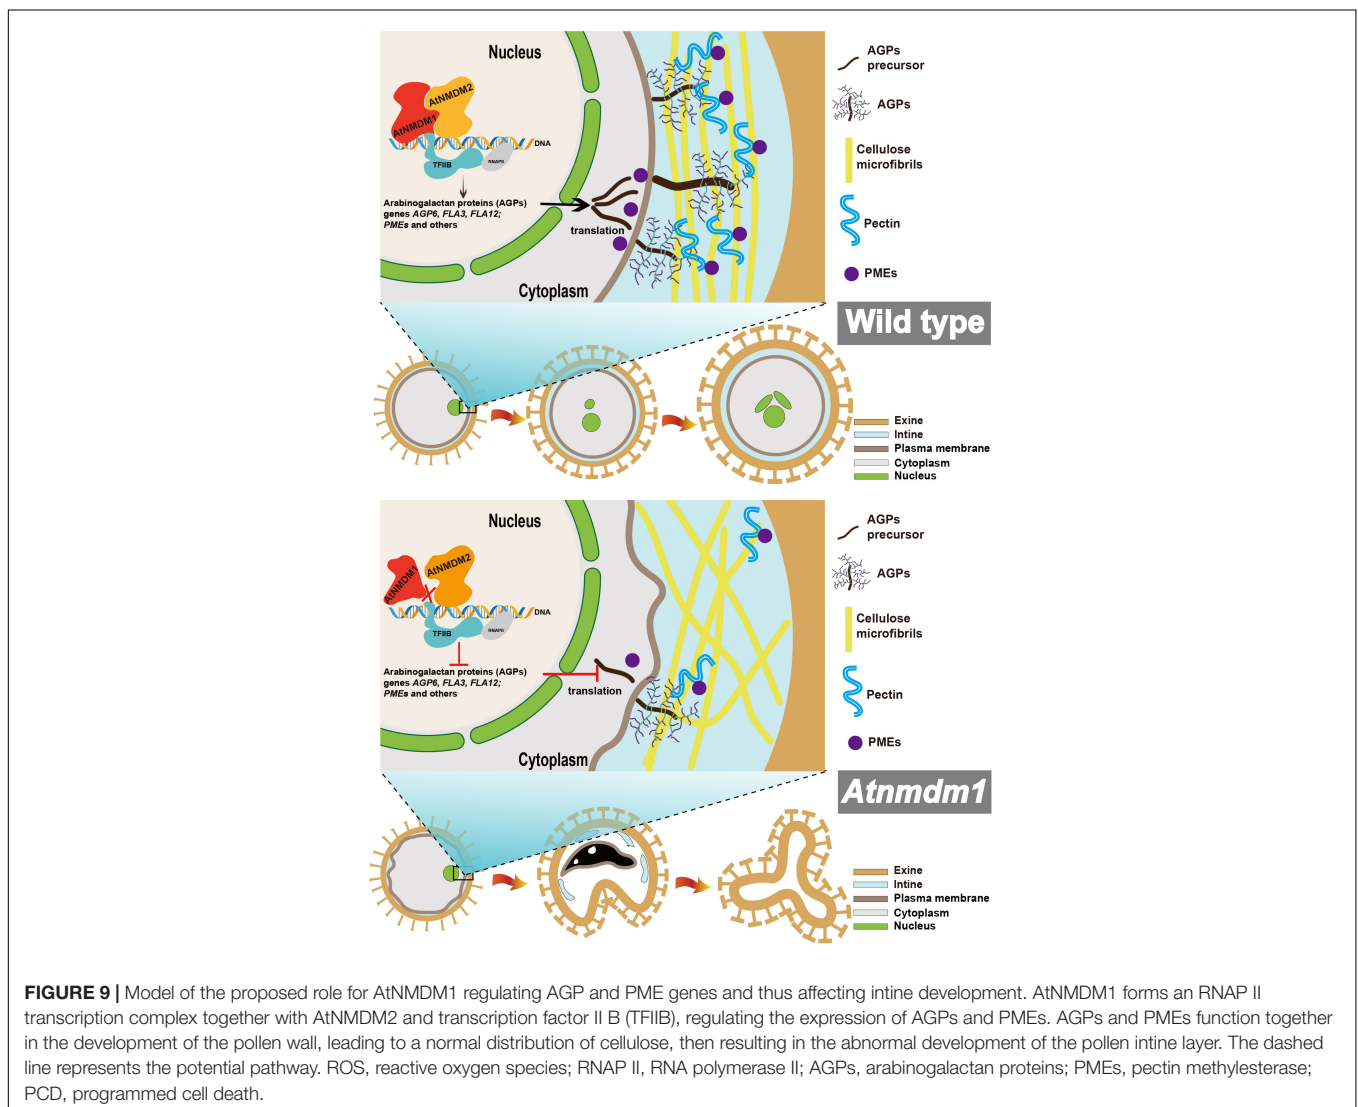 Nucleus
AtNMDM2
AtNMDM1
DNA
TFIIB
RNAPII
Arabinogalactan proteins (AGPs)
genes AGP6, FLA3, FLA12;
PMEs and others
translation
Cytoplasm
AGPs
precursor
AGPs
Cellulose
microfibrils
Pectin
PMEs
Wild type
Exine
Intine
Plasma membrane
Cytoplasm
Nucleus
Nucleus
AtNMDM1
AtNMDM2
DNA
TFIIB
RNAPII
Arabinogalactan proteins (AGPs)
genes AGP6, FLA3, FLA12;
PMEs and others
translation
Cytoplasm
AGPs
precursor
AGPs
Cellulose
microfibrils
Pectin
PMEs
Atnmdm1
Exine
Intine
Plasma membrane
Cytoplasm
Nucleus
FIGURE 9 | Model of the proposed role for AtNMDM1 regulating AGP and PME genes and thus affecting intine development. AtNMDM1 forms an RNAP II
transcription complex together with AtNMDM2 and transcription factor II B (TFIIB), regulating the expression of AGPs and PMEs. AGPs and PMEs function together
in the development of the pollen wall, leading to a normal distribution of cellulose, then resulting in the abnormal development of the pollen intine layer. The dashed
line represents the potential pathway. ROS, reactive oxygen species; RNAP II, RNA polymerase II; AGPs, arabinogalactan proteins; PMEs, pectin methylesterase;
PCD, programmed cell death.